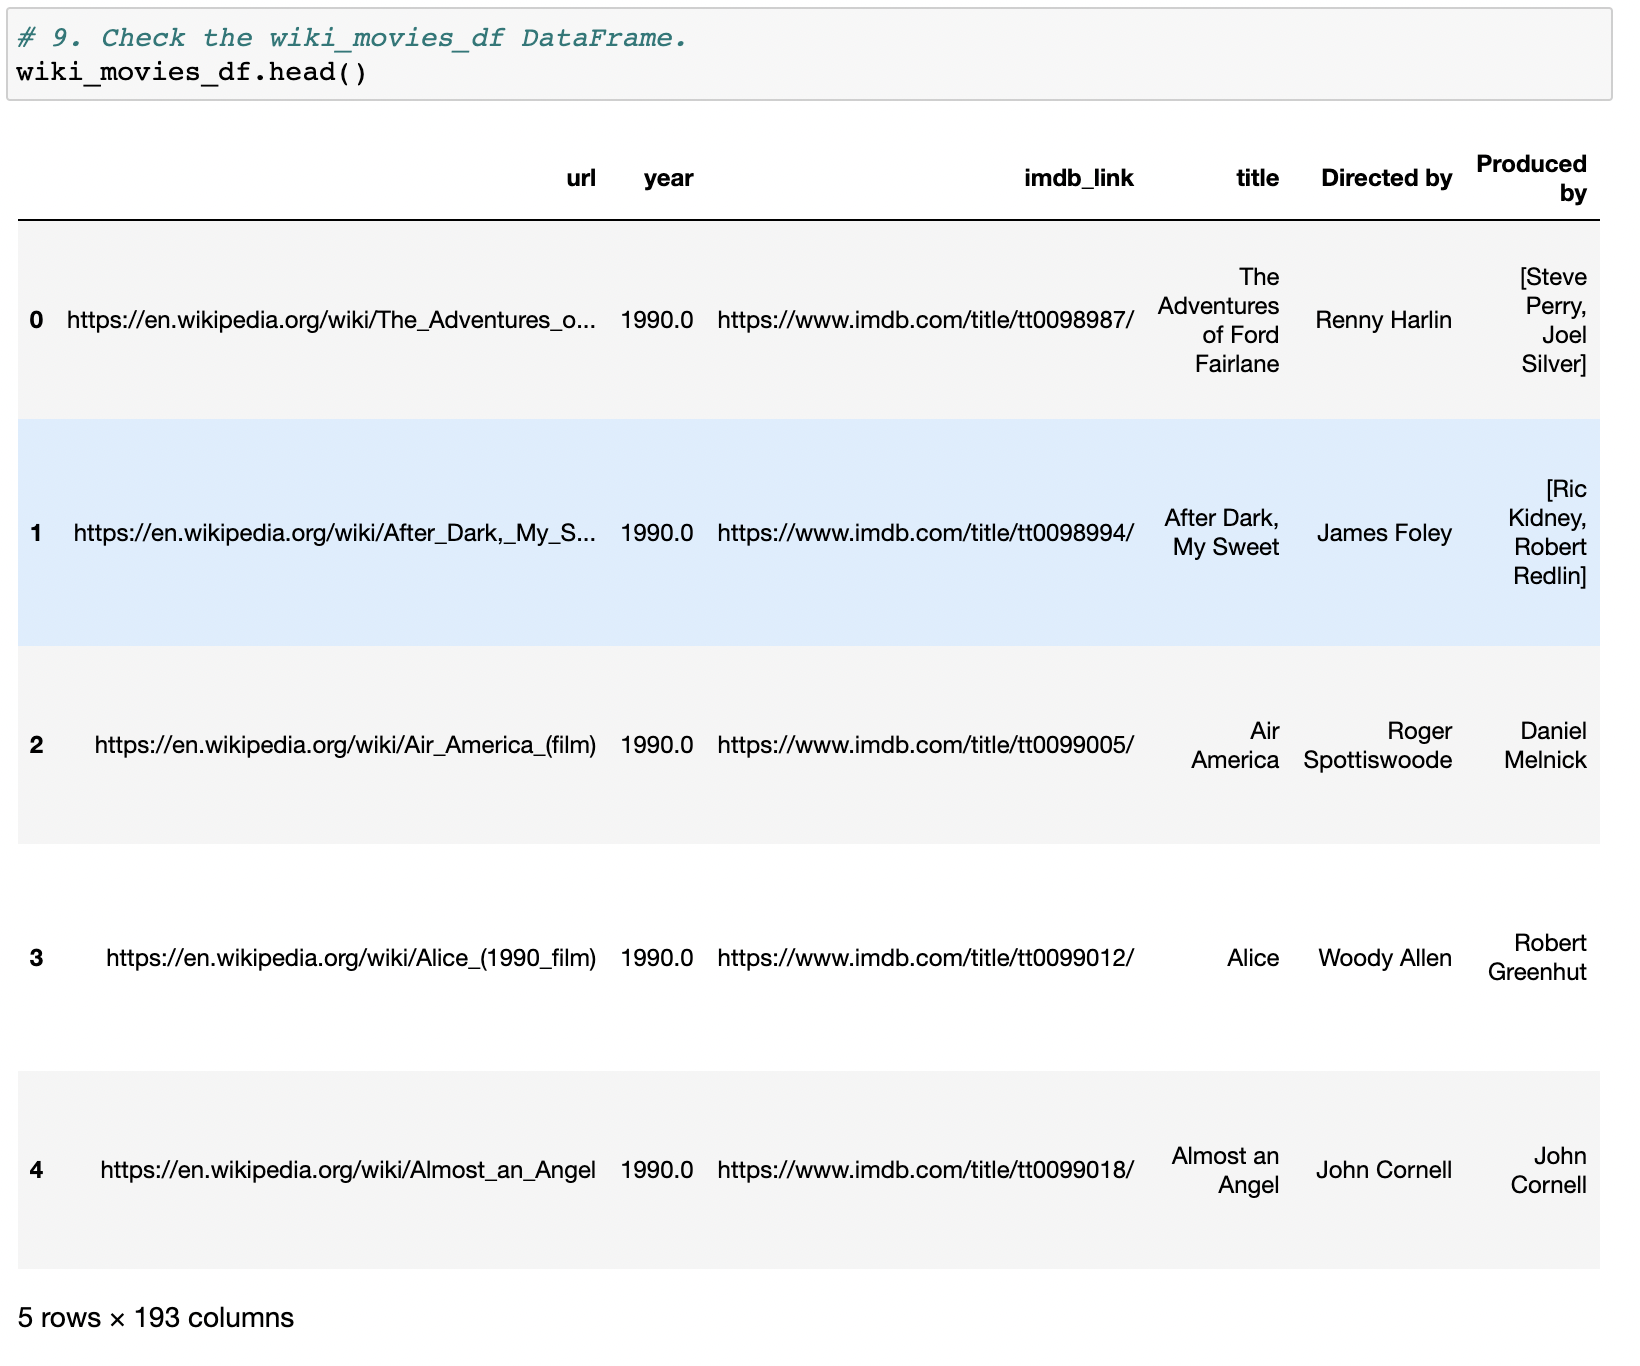 # 9. Check the wiki_movies_df DataFrame.
wiki_movies_df.head()
url year imdb_link title Directed by Produced by
0 https://en.wikipedia.org/wiki/The_Adventures_o... 1990.0 https://www.imdb.com/title/tt0098987/ The Adventures of Ford Fairlane Renny Harlin [Steve Perry, Joel Silver]
1 https://en.wikipedia.org/wiki/After_Dark,_My_S... 1990.0 https://www.imdb.com/title/tt0098994/ After Dark, My Sweet James Foley [Ric Kidney, Robert Redlin]
2 https://en.wikipedia.org/wiki/Air_America_(film) 1990.0 https://www.imdb.com/title/tt0099005/ Air America Roger Spottiswoode Daniel Melnick
3 https://en.wikipedia.org/wiki/Alice_(1990_film) 1990.0 https://www.imdb.com/title/tt0099012/ Alice Woody Allen Robert Greenhut
4 https://en.wikipedia.org/wiki/Almost_an_Angel 1990.0 https://www.imdb.com/title/tt0099018/ Almost an Angel John Cornell John Cornell
5 rows × 193 columns